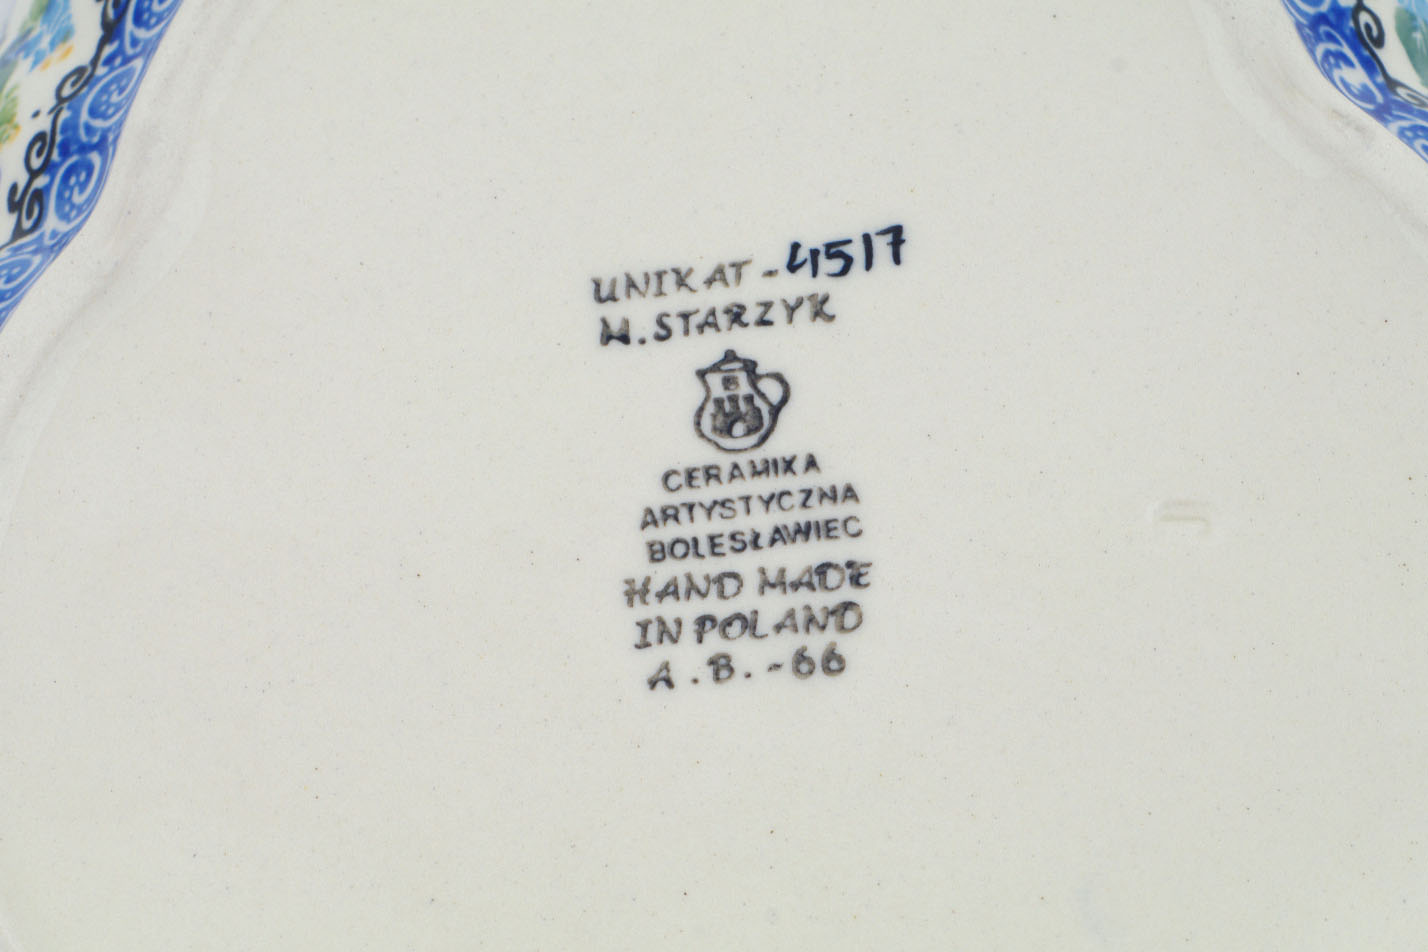 UNIKAT - 4517
M. STARZYK
B
CERAMIKA
ARTYSTYCZNA
BOLESŁAWIEC
HAND MADE
IN POLAND
A.B. - 66